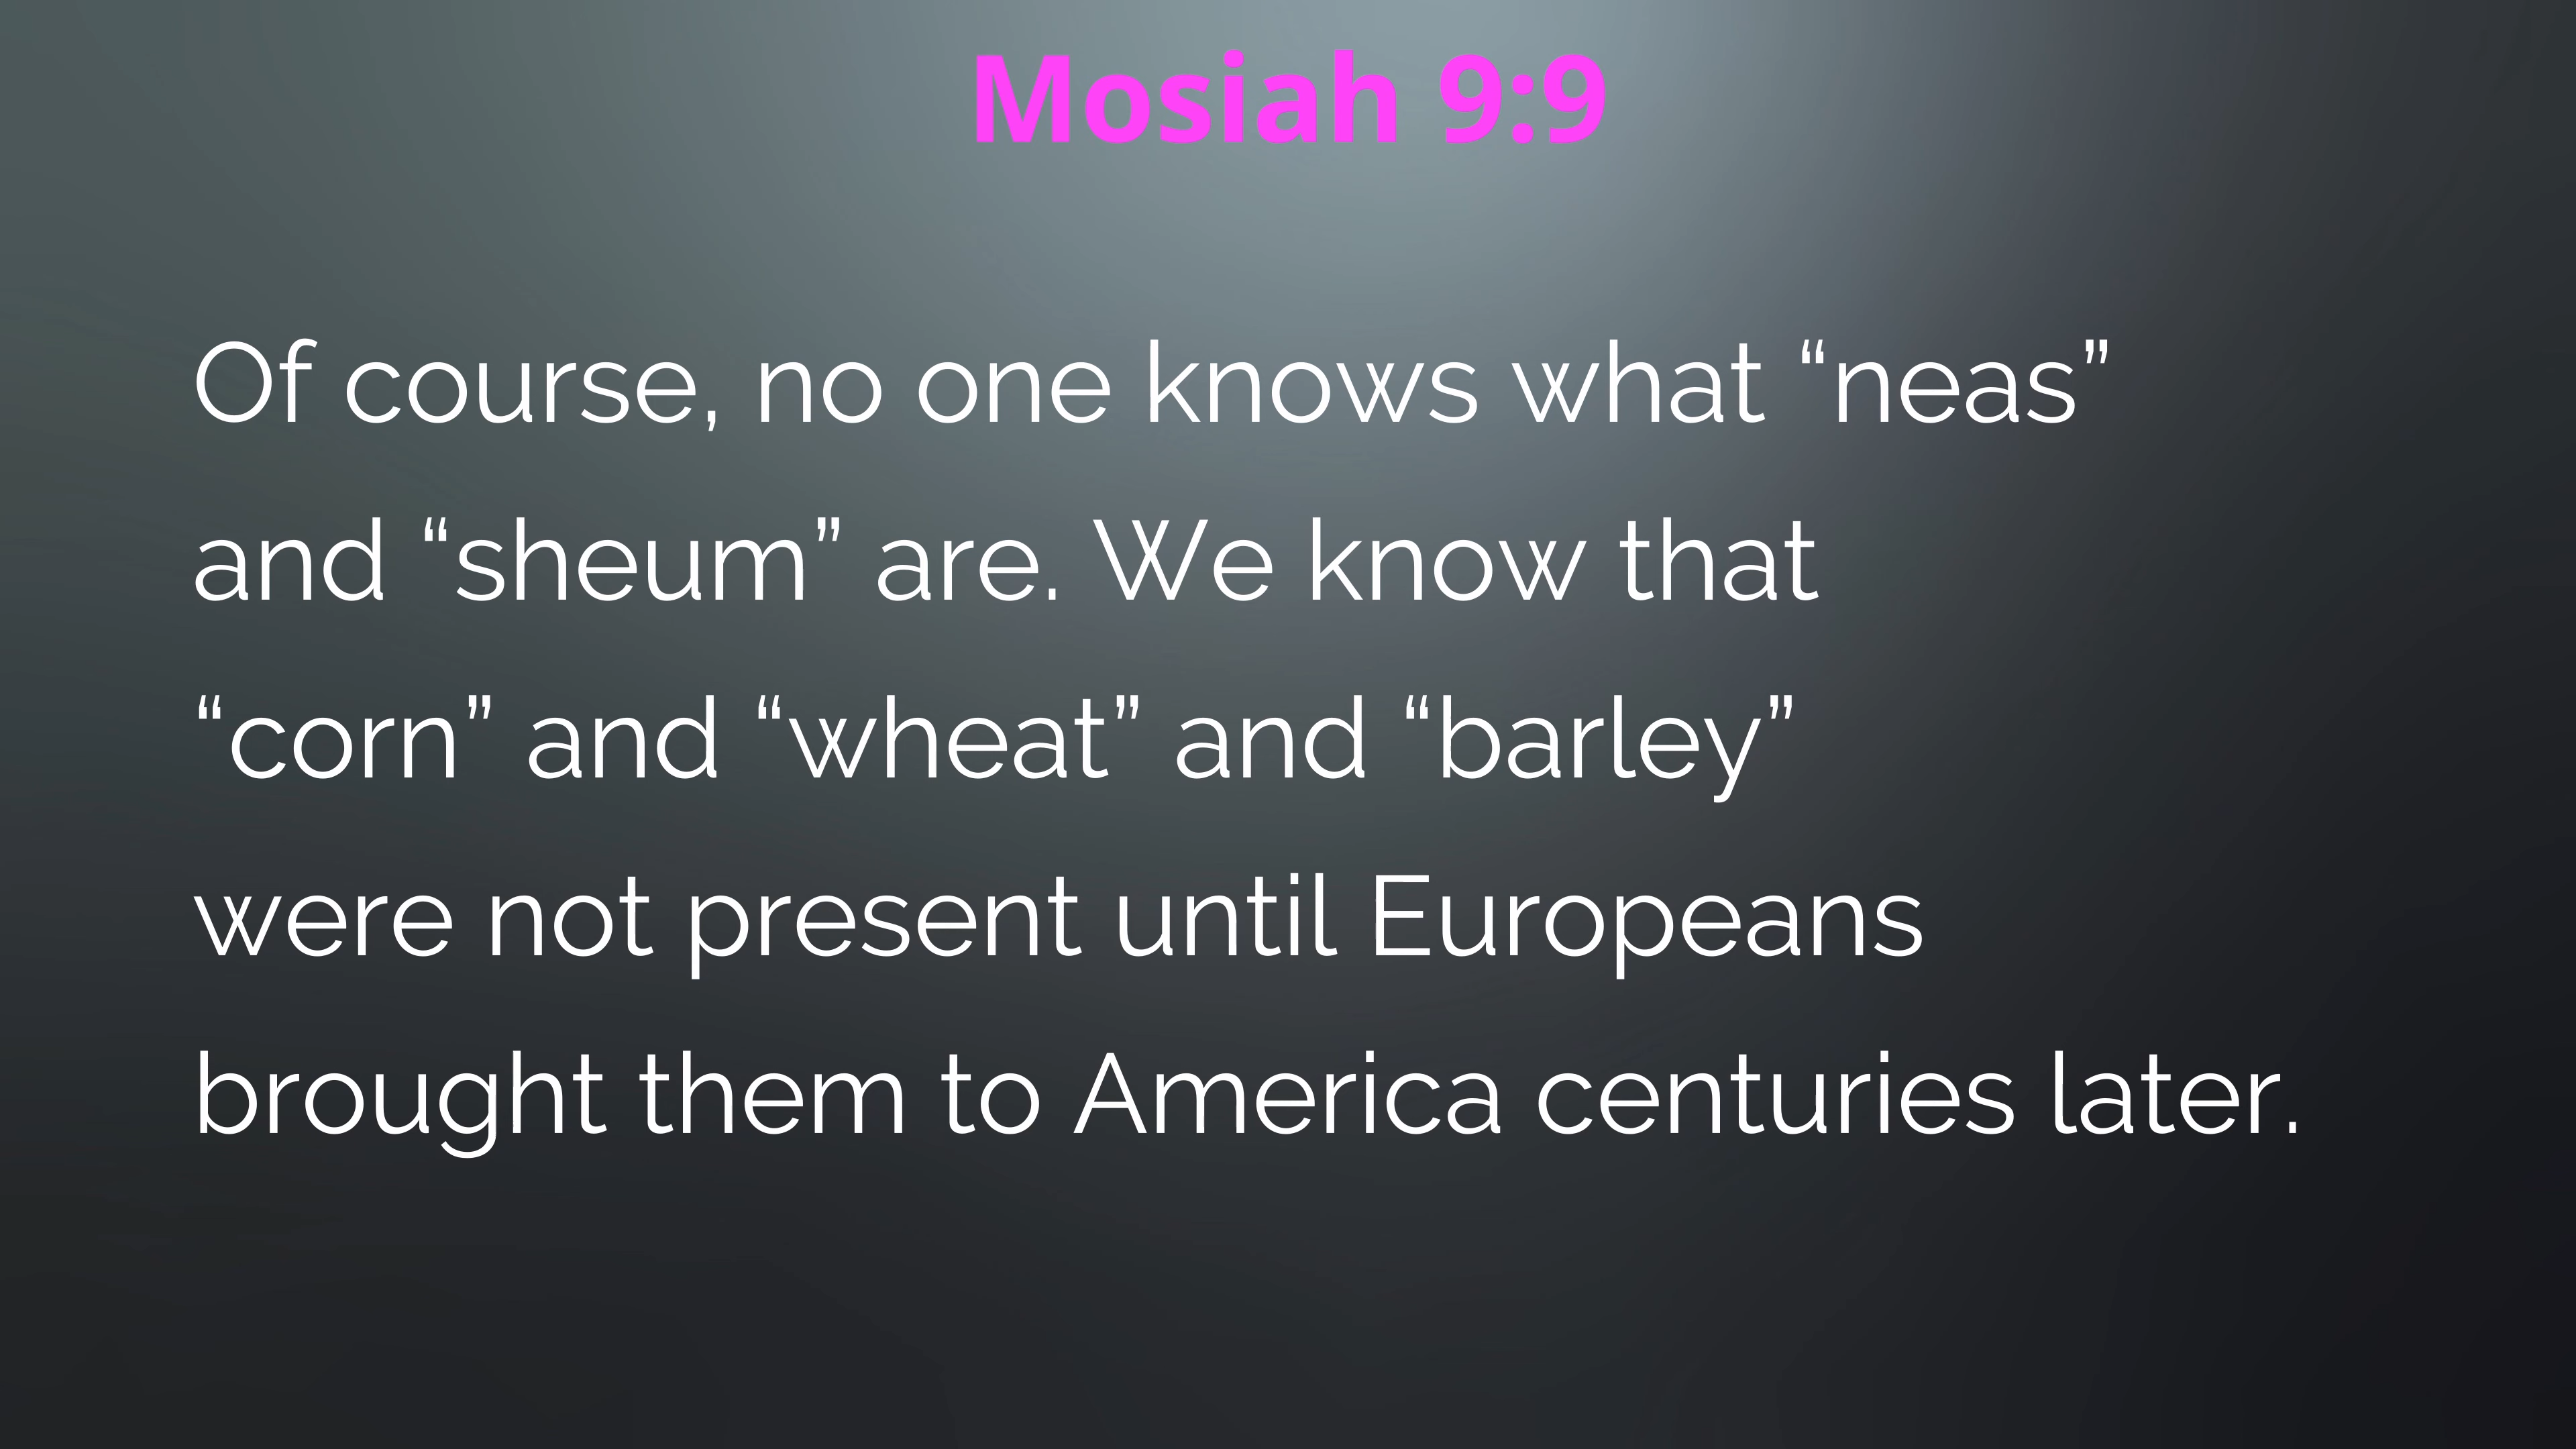 Mosiah 9:9
Of course, no one knows what “neas”
and “sheum” are. We know that
“corn” and “wheat” and “barley”
were not present until Europeans
brought them to America centuries later.